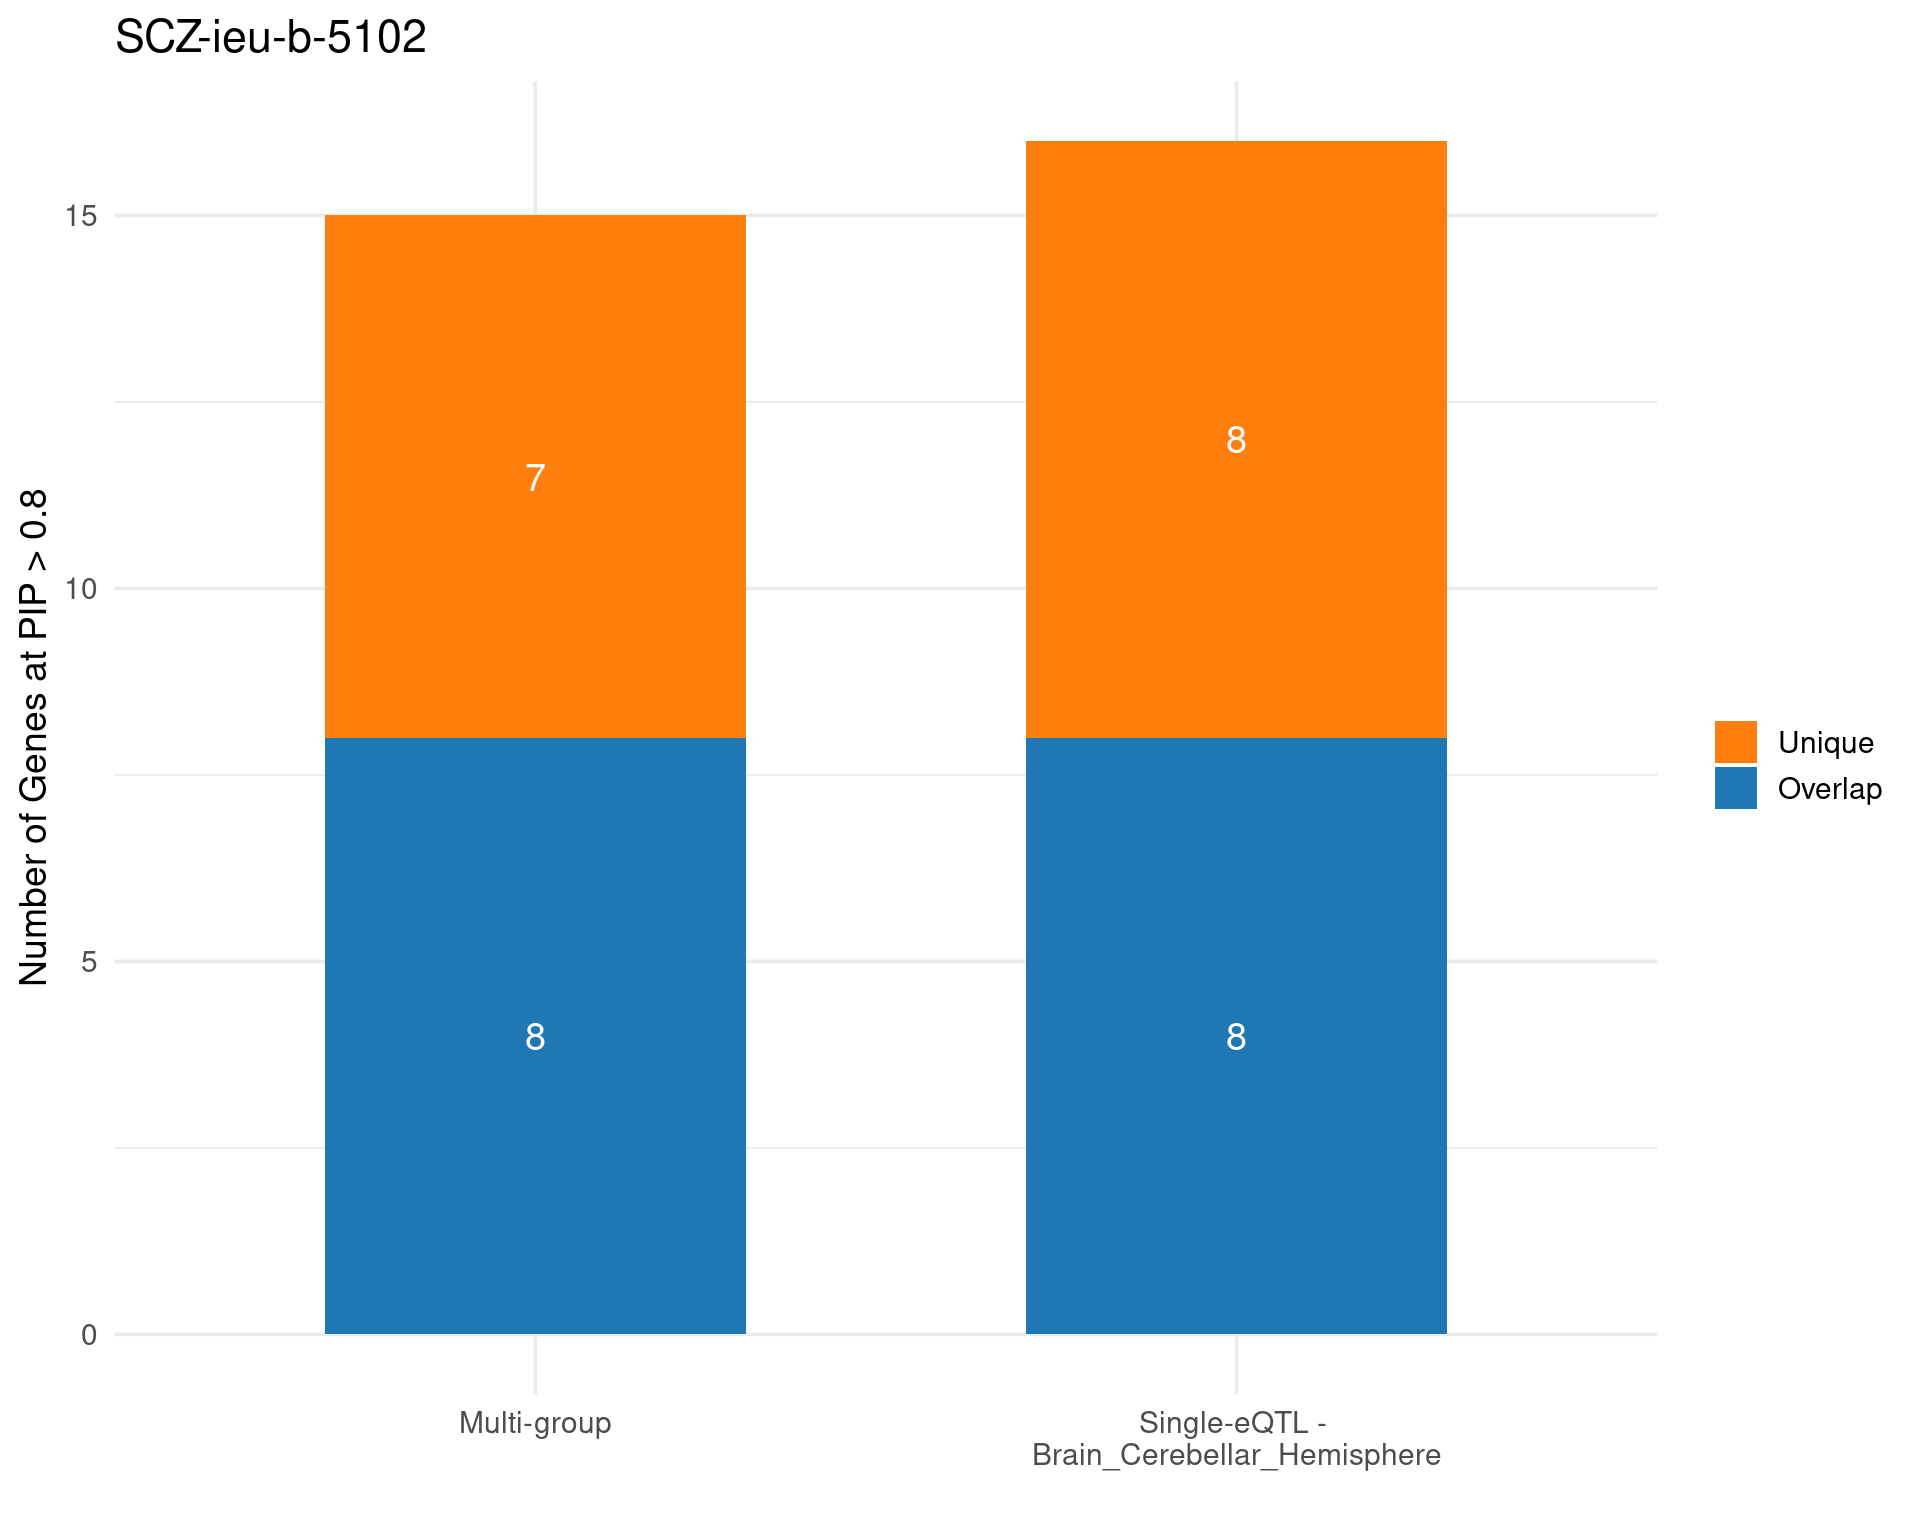 SCZ-ieu-b-5102
Number of Genes at PIP > 0.8
15
10
5
0
7
8
8
8
Multi-group
Single-eQTL -
Brain_Cerebellar_Hemisphere
Unique
Overlap